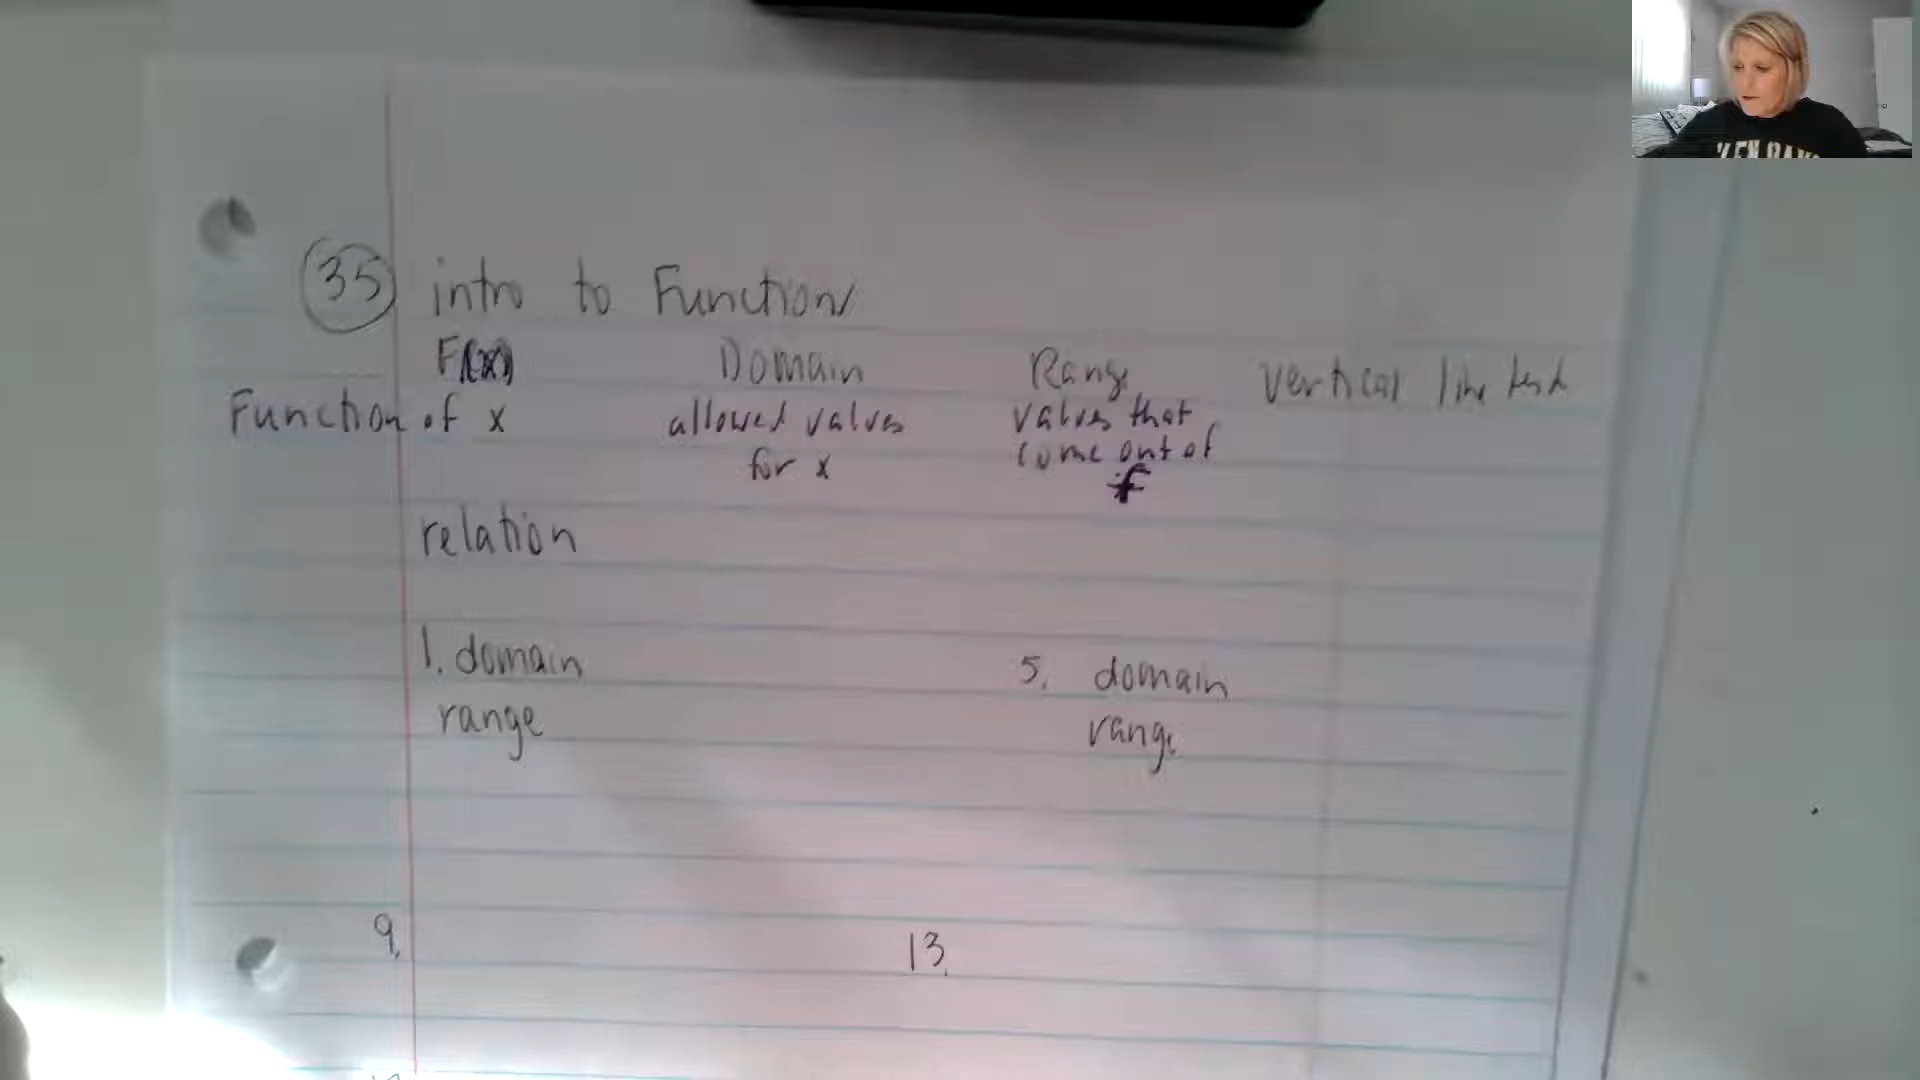 35 intro to Function
F(x) Domain Range vertical line test
Function of x allowed values values that
for x come out of
f
relation
1. domain 5. domain
range range
9. 13.